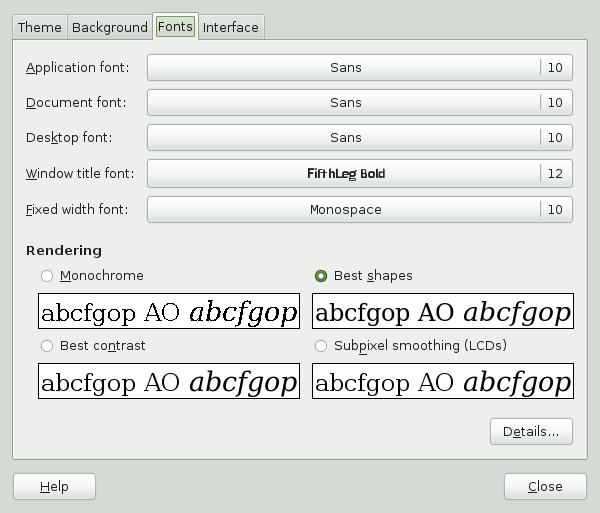 Theme Background Fonts Interface
Application font: Sans 10
Document font: Sans 10
Desktop font: Sans 10
Window title font: FifthLeg Bold 12
Fixed width font: Monospace 10
Rendering
Monochrome Best shapes
abcfgop AO abcfgop abcfgop AO abcfgop
Best contrast Subpixel smoothing (LCDs)
abcfgop AO abcfgop abcfgop AO abcfgop
Details...
Help Close